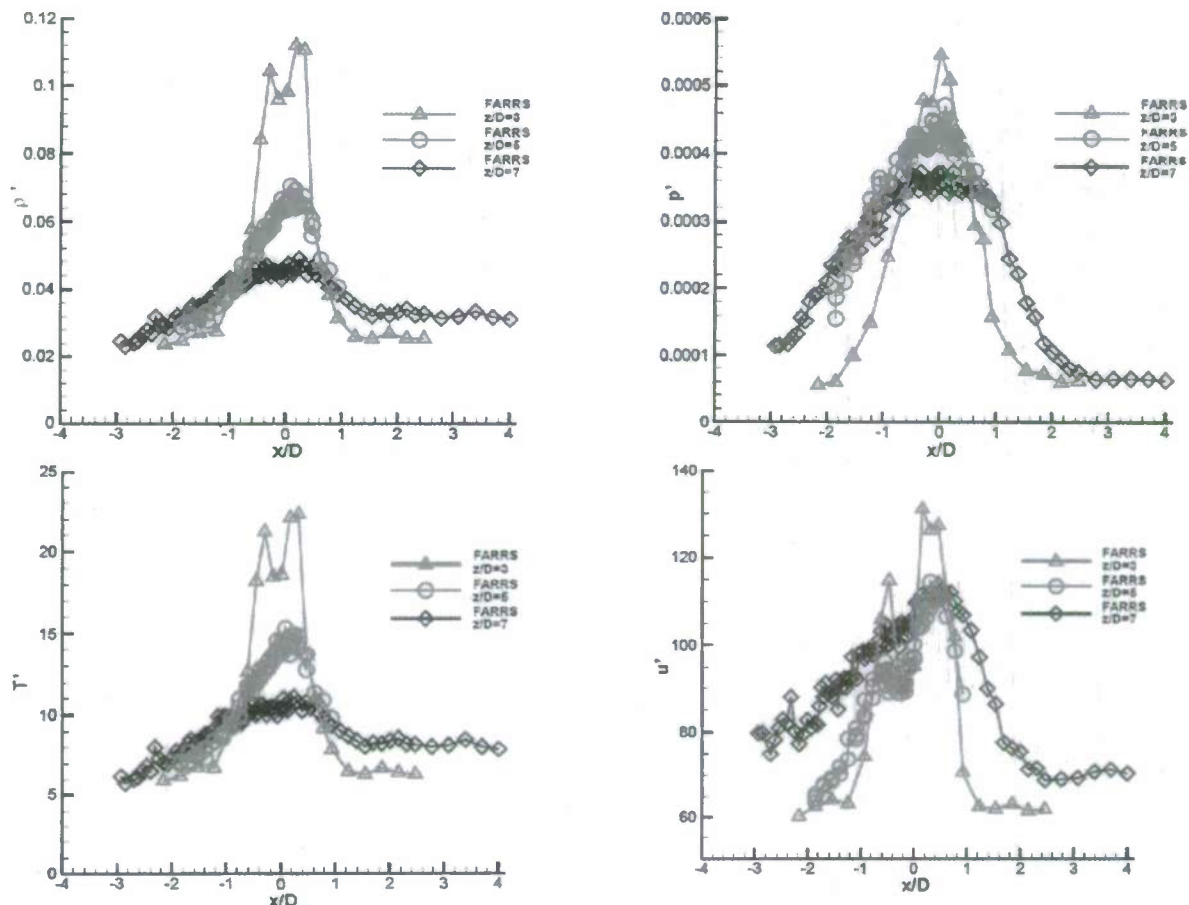 0.12
0.1
0.08
0.06
0.04
0.02
0
ρ'
-4 -3 -2 -1 0 1 2 3 4
x/D
FARRS
z/D=3
FARRS
z/D=5
FARRS
z/D=7
0.0006
0.0005
0.0004
0.0003
0.0002
0.0001
0
p'
-4 -3 -2 -1 0 1 2 3 4
x/D
FARRS
z/D=3
FARRS
z/D=5
FARRS
z/D=7
25
20
15
10
5
0
T'
-4 -3 -2 -1 0 1 2 3 4
x/D
FARRS
z/D=3
FARRS
z/D=5
FARRS
z/D=7
140
120
100
80
60
u'
-4 -3 -2 -1 0 1 2 3 4
x/D
FARRS
z/D=3
FARRS
z/D=5
FARRS
z/D=7